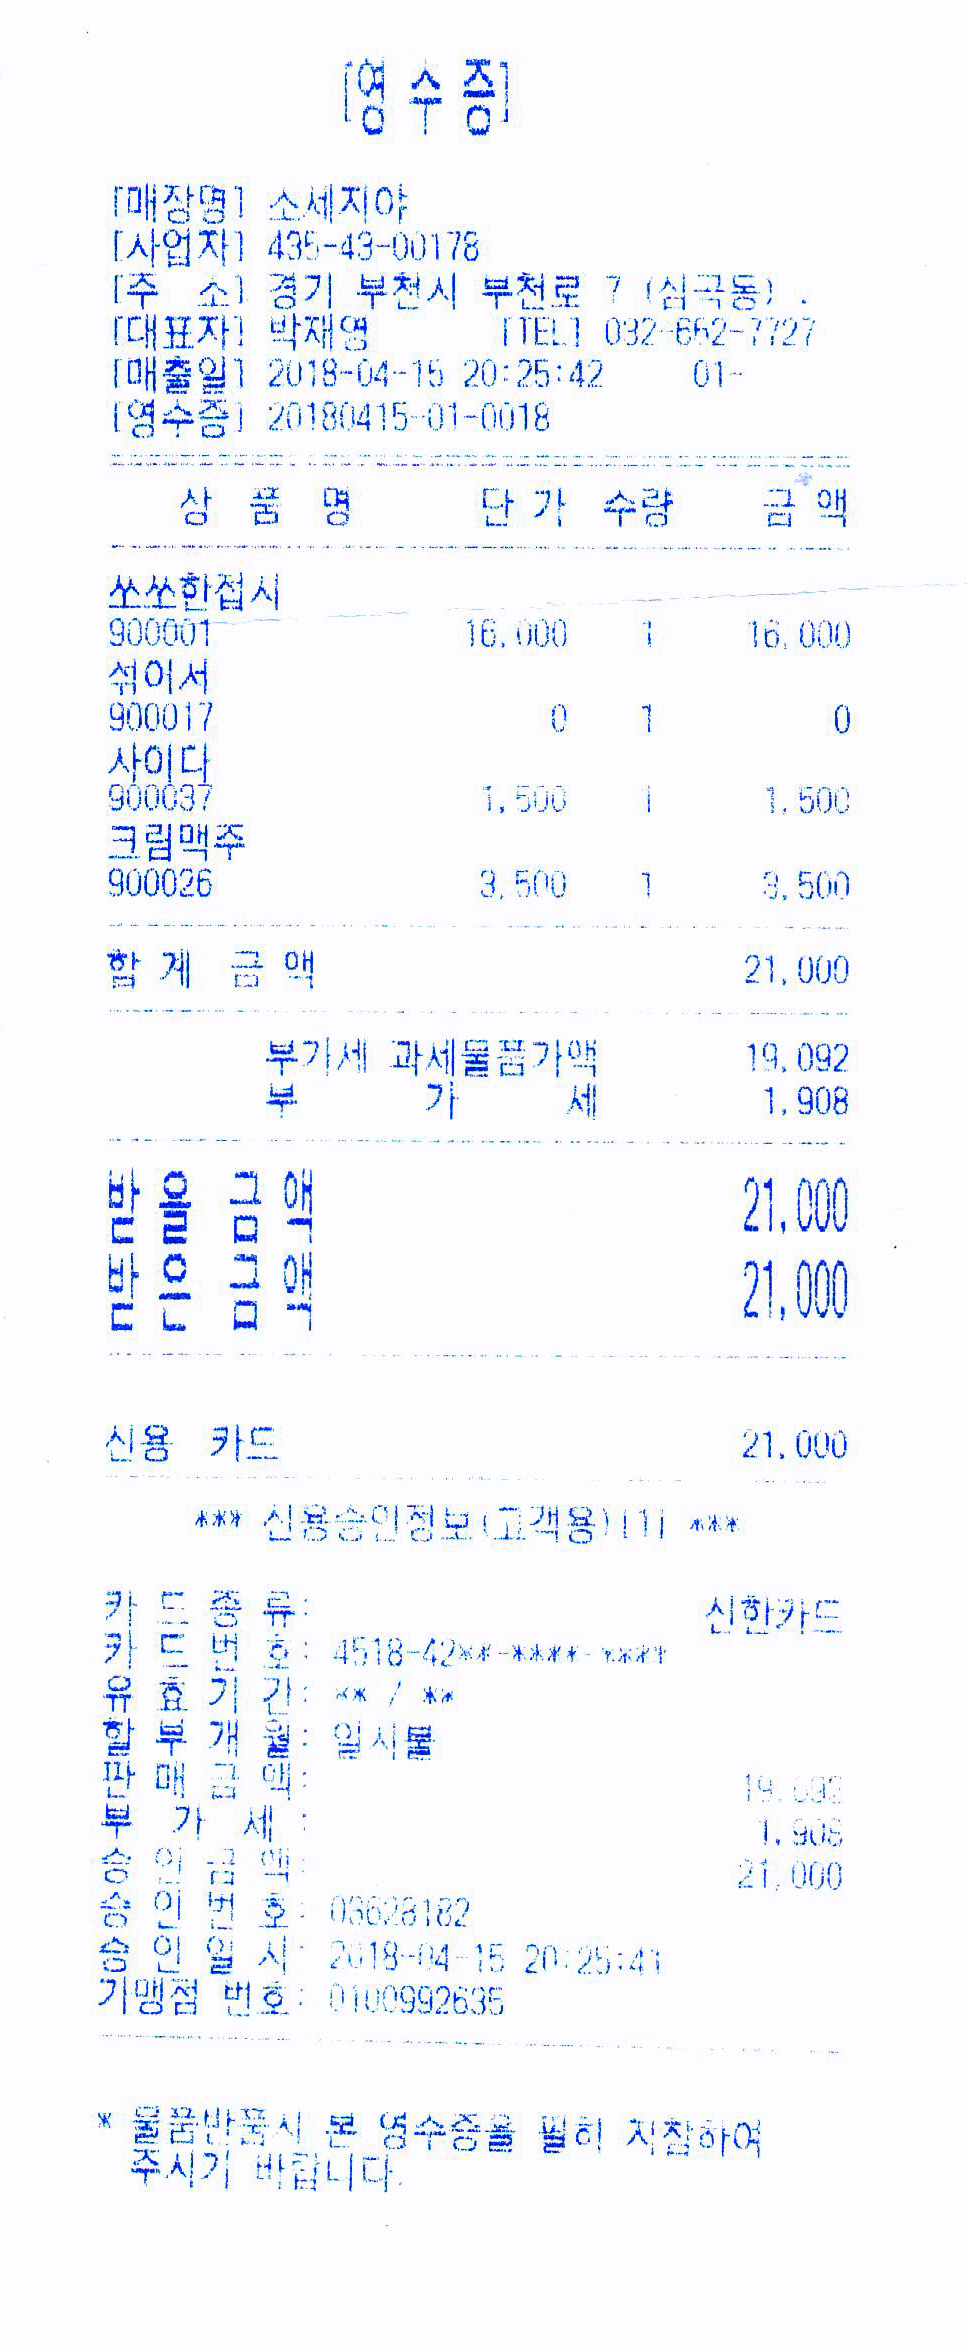 [영수증]
[매장명] 소세지야
[사업자] 435-43-00178
[주 소] 경기 부천시 부천로 7 (심곡동) .
[대표자] 박재영 [TEL] 032-662-7727
[매출일] 2018-04-15 20:25:42 01-
[영수증] 20180415-01-0018
상 품 명 단 가 수량 금 액
쏘쏘한접시
900001 16,000 1 16,000
섞어서
900017 0 1 0
사이다
900037 1,500 1 1,500
크림맥주
900026 3,500 1 3,500
합 계 금 액 21,000
부가세 과세물품가액 19,092
부 가 세 1,908
받 을 금 액 21,000
받 은 금 액 21,000
신용 카드 21,000
*** 신용승인정보(고객용)[1] ***
카 드 종 류: 신한카드
카 드 번 호: 4518-42**-****-****
유 효 기 간: ** / **
할 부 개 월: 일시불
판 매 금 액: 19,092
부 가 세 : 1,908
승 인 금 액: 21,000
승 인 번 호: 03628182
승 인 일 시: 2018-04-15 20:25:41
가맹점 번호: 0100992635
* 물품반품시 본 영수증을 필히 지참하여
주시기 바랍니다.